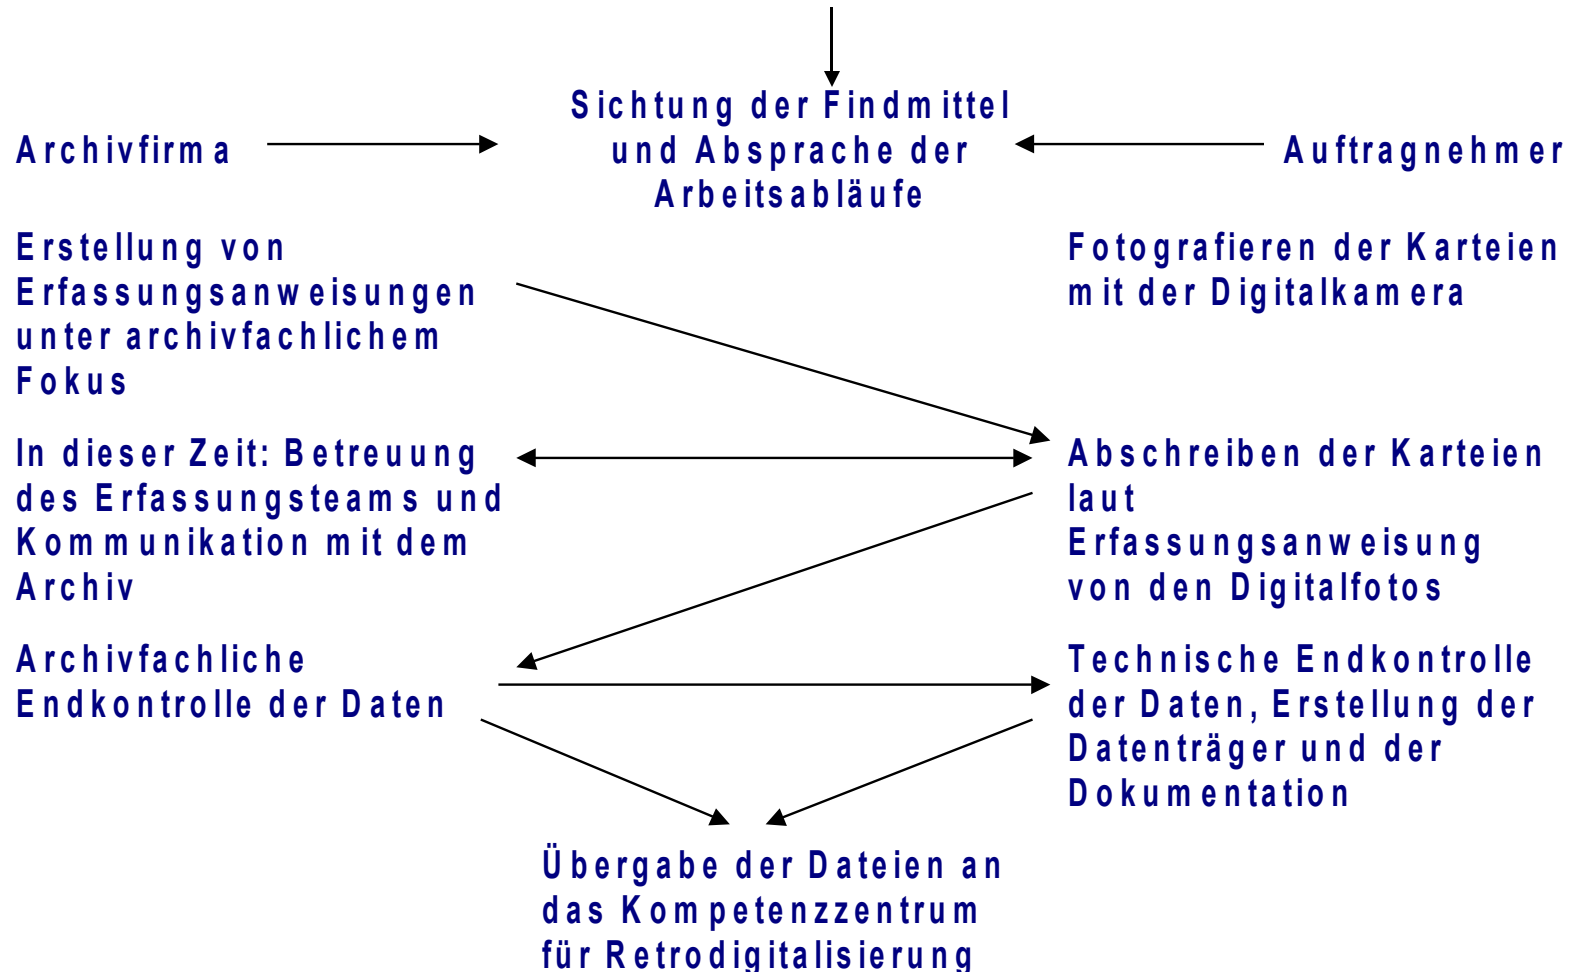 Sichtung der Findmittel
und Absprache der
Arbeitsabläufe
Archivfirma
Auftragnehmer
Erstellung von
Erfassungsanweisungen
unter archivfachlichem
Fokus
Fotografieren der Karteien
mit der Digitalkamera
In dieser Zeit: Betreuung
des Erfassungsteams und
Kommunikation mit dem
Archiv
Abschreiben der Karteien
laut
Erfassungsanweisung
von den Digitalfotos
Archivfachliche
Endkontrolle der Daten
Technische Endkontrolle
der Daten, Erstellung der
Datenträger und der
Dokumentation
Übergabe der Dateien an
das Kompetenzzentrum
für Retrodigitalisierung